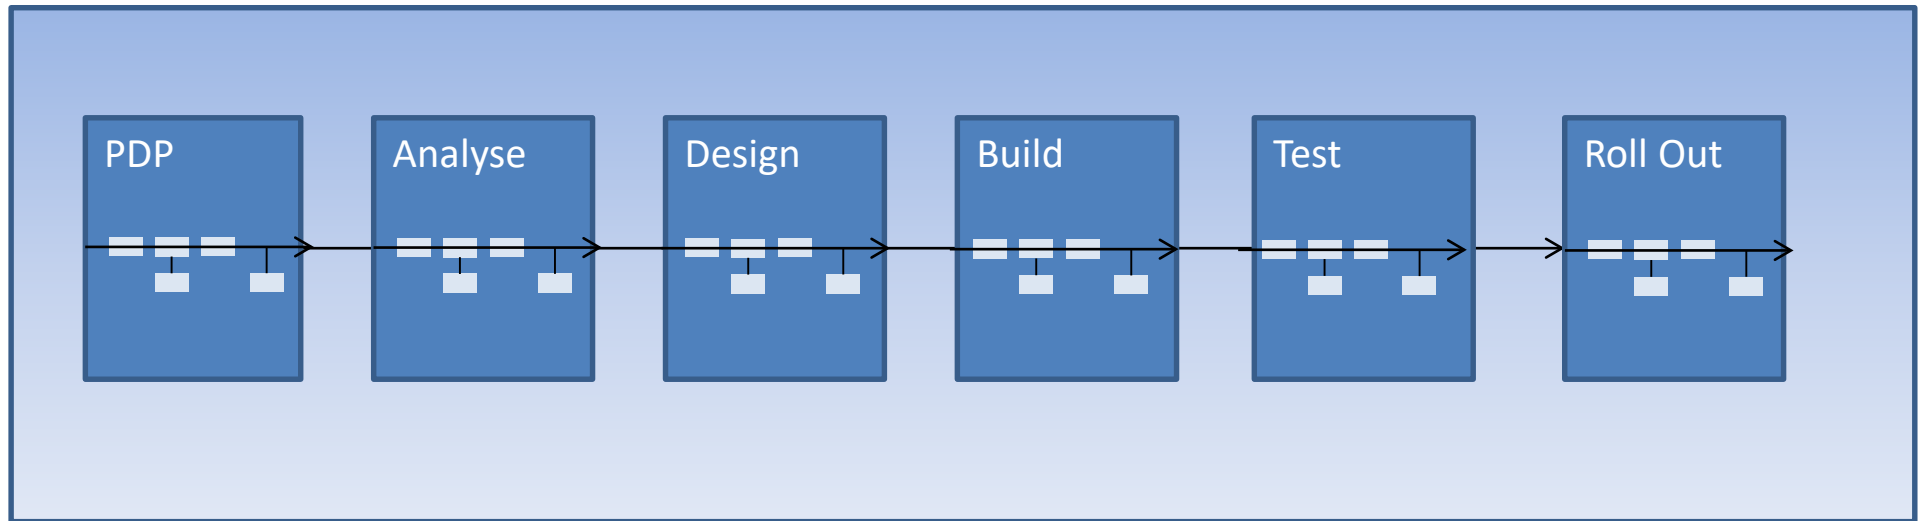 PDP
Analyse
Design
Build
Test
Roll Out